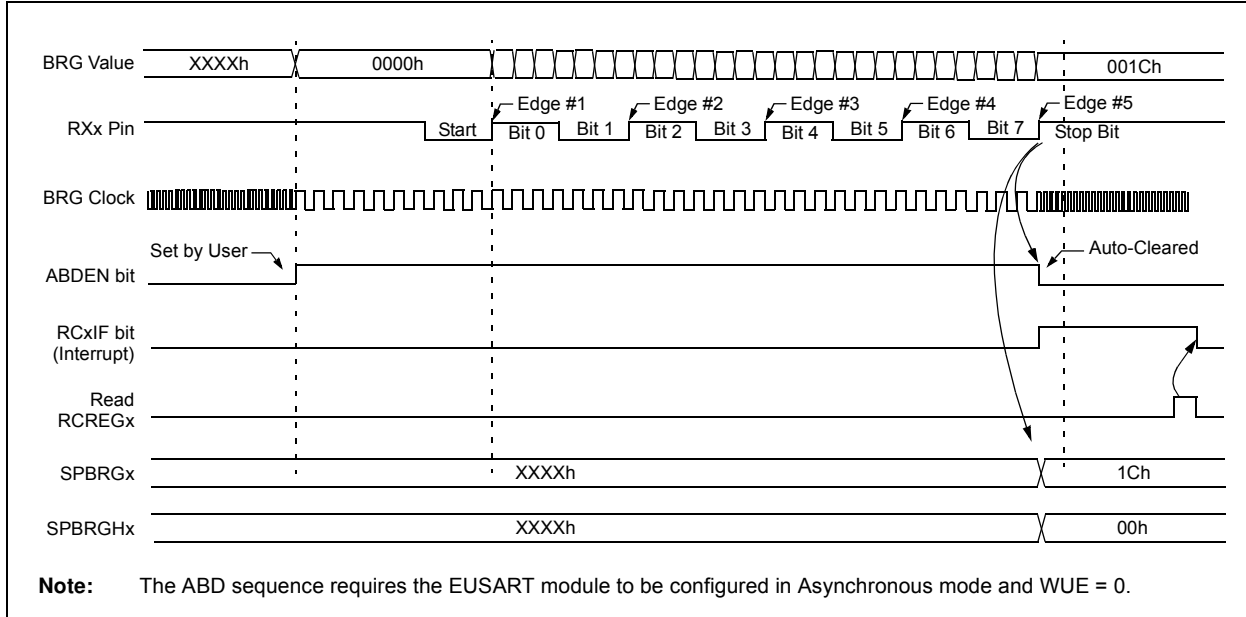 BRG Value XXXXh 0000h 001Ch
Edge #1 Edge #2 Edge #3 Edge #4 Edge #5
RXx Pin Start Bit 0 Bit 1 Bit 2 Bit 3 Bit 4 Bit 5 Bit 6 Bit 7 Stop Bit
BRG Clock
Set by User Auto-Cleared
ABDEN bit
RCxIF bit
(Interrupt)
Read
RCREGx
SPBRGx XXXXh 1Ch
SPBRGHx XXXXh 00h
Note: The ABD sequence requires the EUSART module to be configured in Asynchronous mode and WUE = 0.